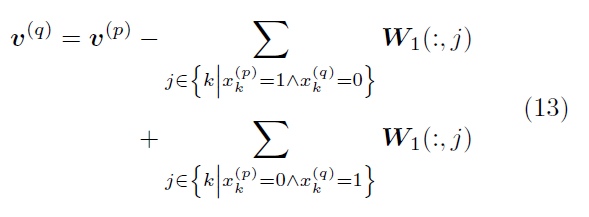 v^{(q)} = v^{(p)} − ∑_{j∈{k|x_k^{(p)}=1∧x_k^{(q)}=0}} W_1(:,j)
+ ∑_{j∈{k|x_k^{(p)}=0∧x_k^{(q)}=1}} W_1(:,j)
(13)